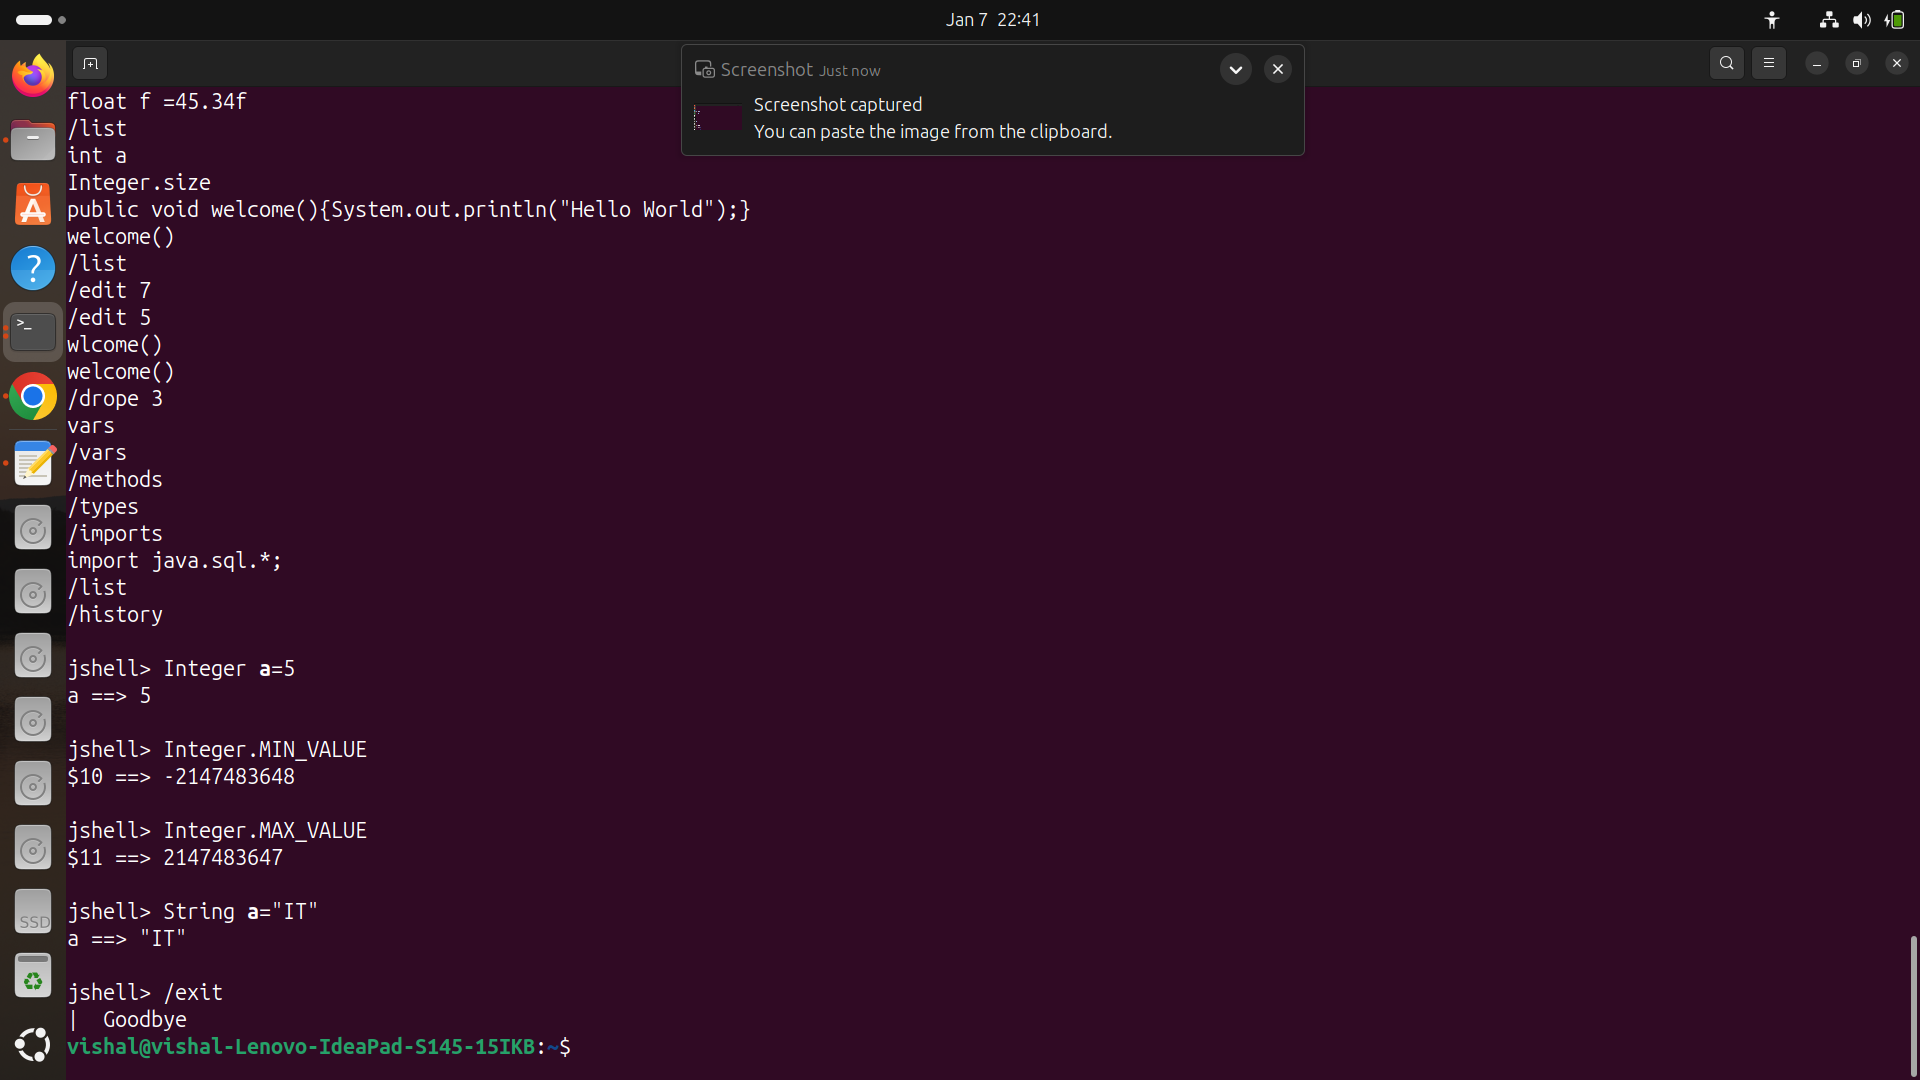 Jan 7 22:41
Screenshot Just now
Screenshot captured
You can paste the image from the clipboard.
float f =45.34f
/list
int a
Integer.size
public void welcome(){System.out.println("Hello World");}
welcome()
/list
/edit 7
/edit 5
wlcome()
welcome()
/drope 3
vars
/vars
/methods
/types
/imports
import java.sql.*;
/list
/history
jshell> Integer a=5
a ==> 5
jshell> Integer.MIN_VALUE
$10 ==> -2147483648
jshell> Integer.MAX_VALUE
$11 ==> 2147483647
jshell> String a="IT"
a ==> "IT"
jshell> /exit
|  Goodbye
vishal@vishal-Lenovo-IdeaPad-S145-15IKB:~$
SSD